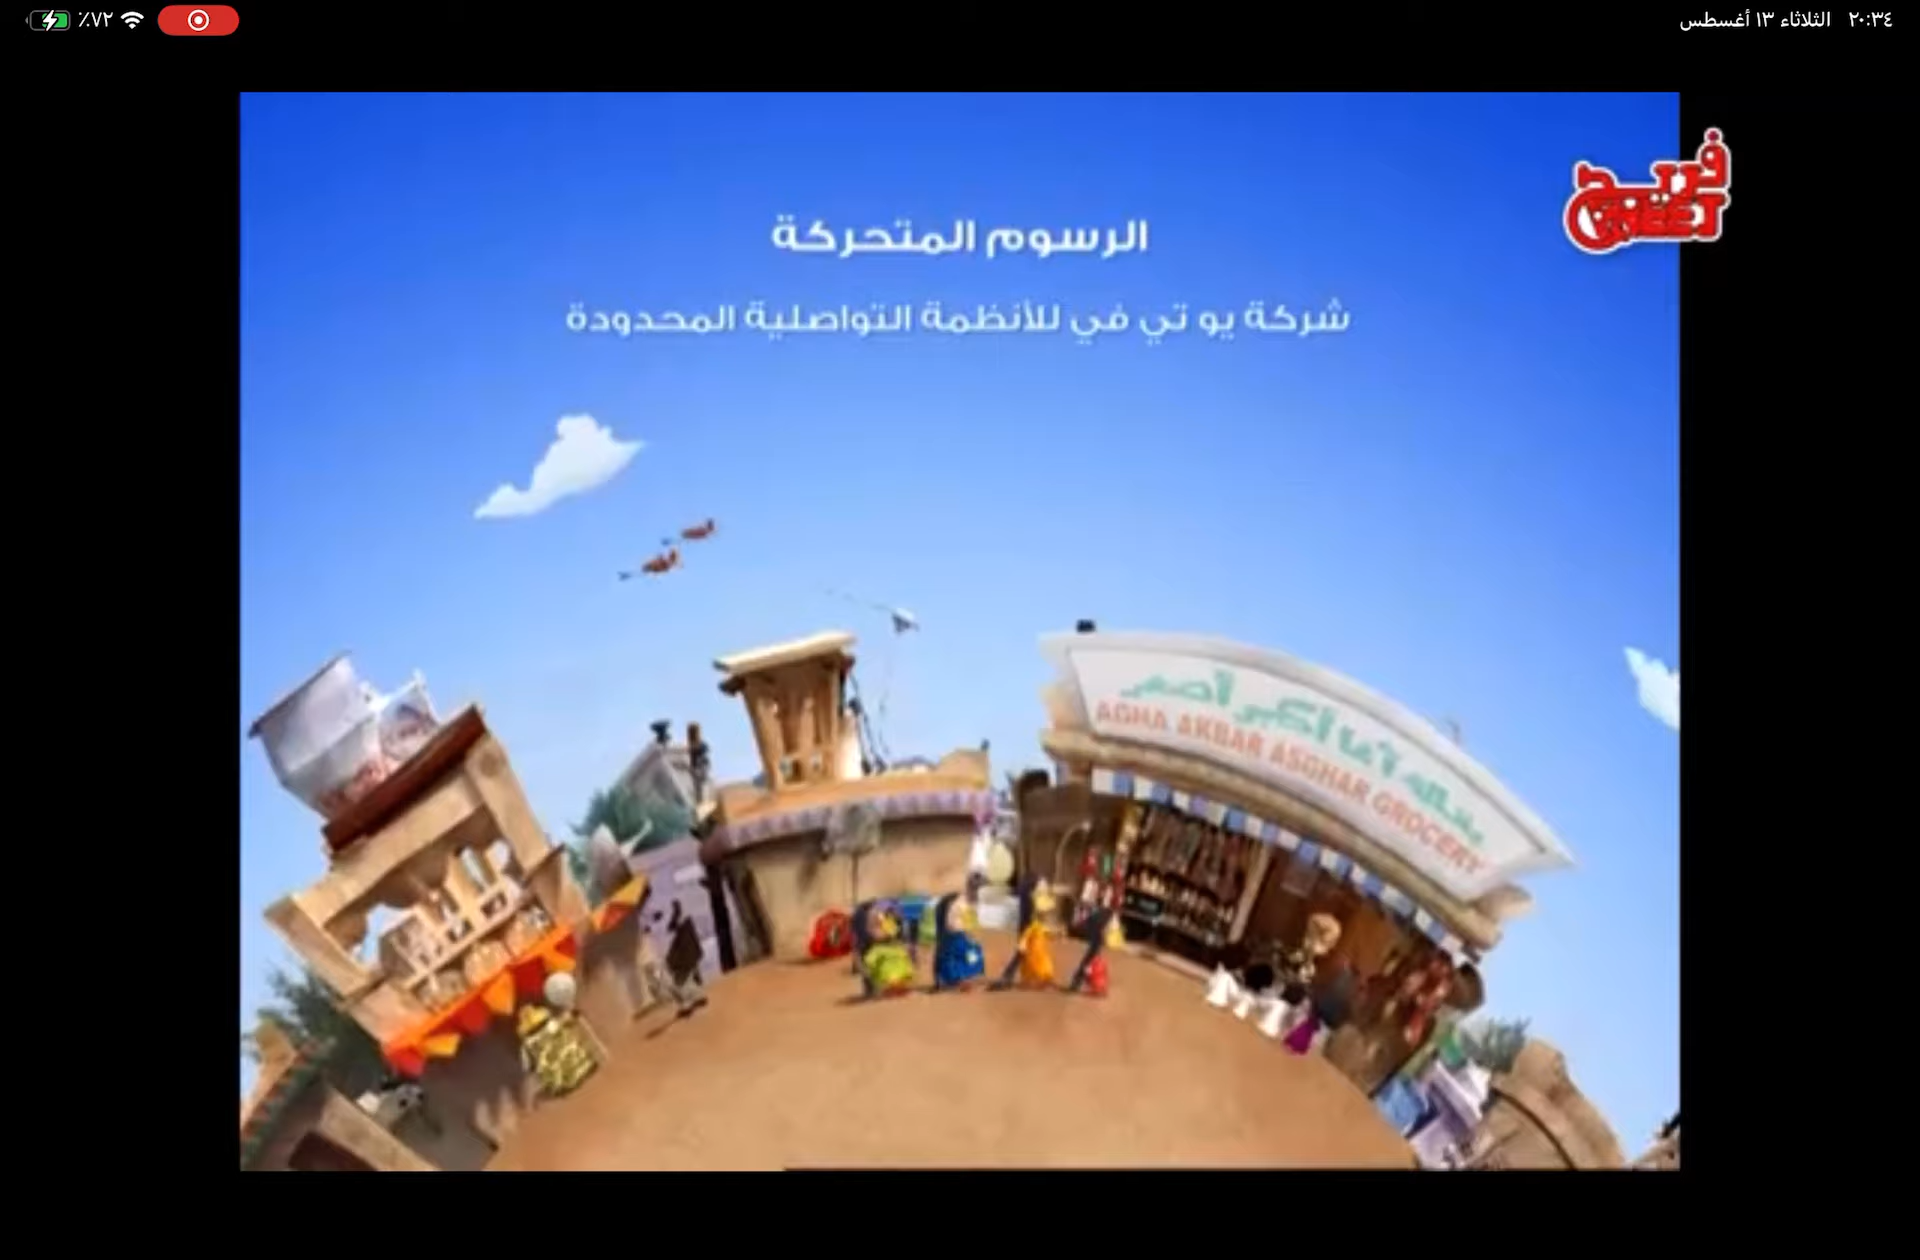 ٢٠:٣٤ الثلاثاء ١٣ أغسطس
٪٧٢
فريج
FREEJ
الرسوم المتحركة
شركة يو تي في للأنظمة التواصلية المحدودة
AGHA AKBAR ASGHAR GROCERY